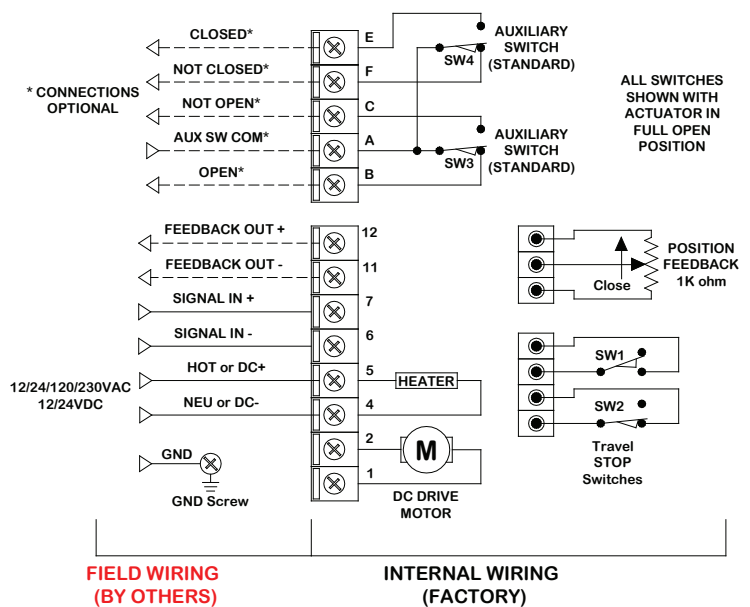 CLOSED*
E
AUXILIARY
SWITCH
(STANDARD)
SW4
NOT CLOSED*
F
* CONNECTIONS
OPTIONAL
NOT OPEN*
C
AUX SW COM*
A
AUXILIARY
SWITCH
(STANDARD)
SW3
OPEN*
B
ALL SWITCHES
SHOWN WITH
ACTUATOR IN
FULL OPEN
POSITION
FEEDBACK OUT +
12
FEEDBACK OUT -
11
SIGNAL IN +
7
SIGNAL IN -
6
HOT or DC+
5
HEATER
12/24/120/230VAC
12/24VDC
NEU or DC-
4
2
M
GND
1
GND Screw
DC DRIVE
MOTOR
Close
POSITION
FEEDBACK
1K ohm
SW1
SW2
Travel
STOP
Switches
FIELD WIRING
(BY OTHERS)
INTERNAL WIRING
(FACTORY)